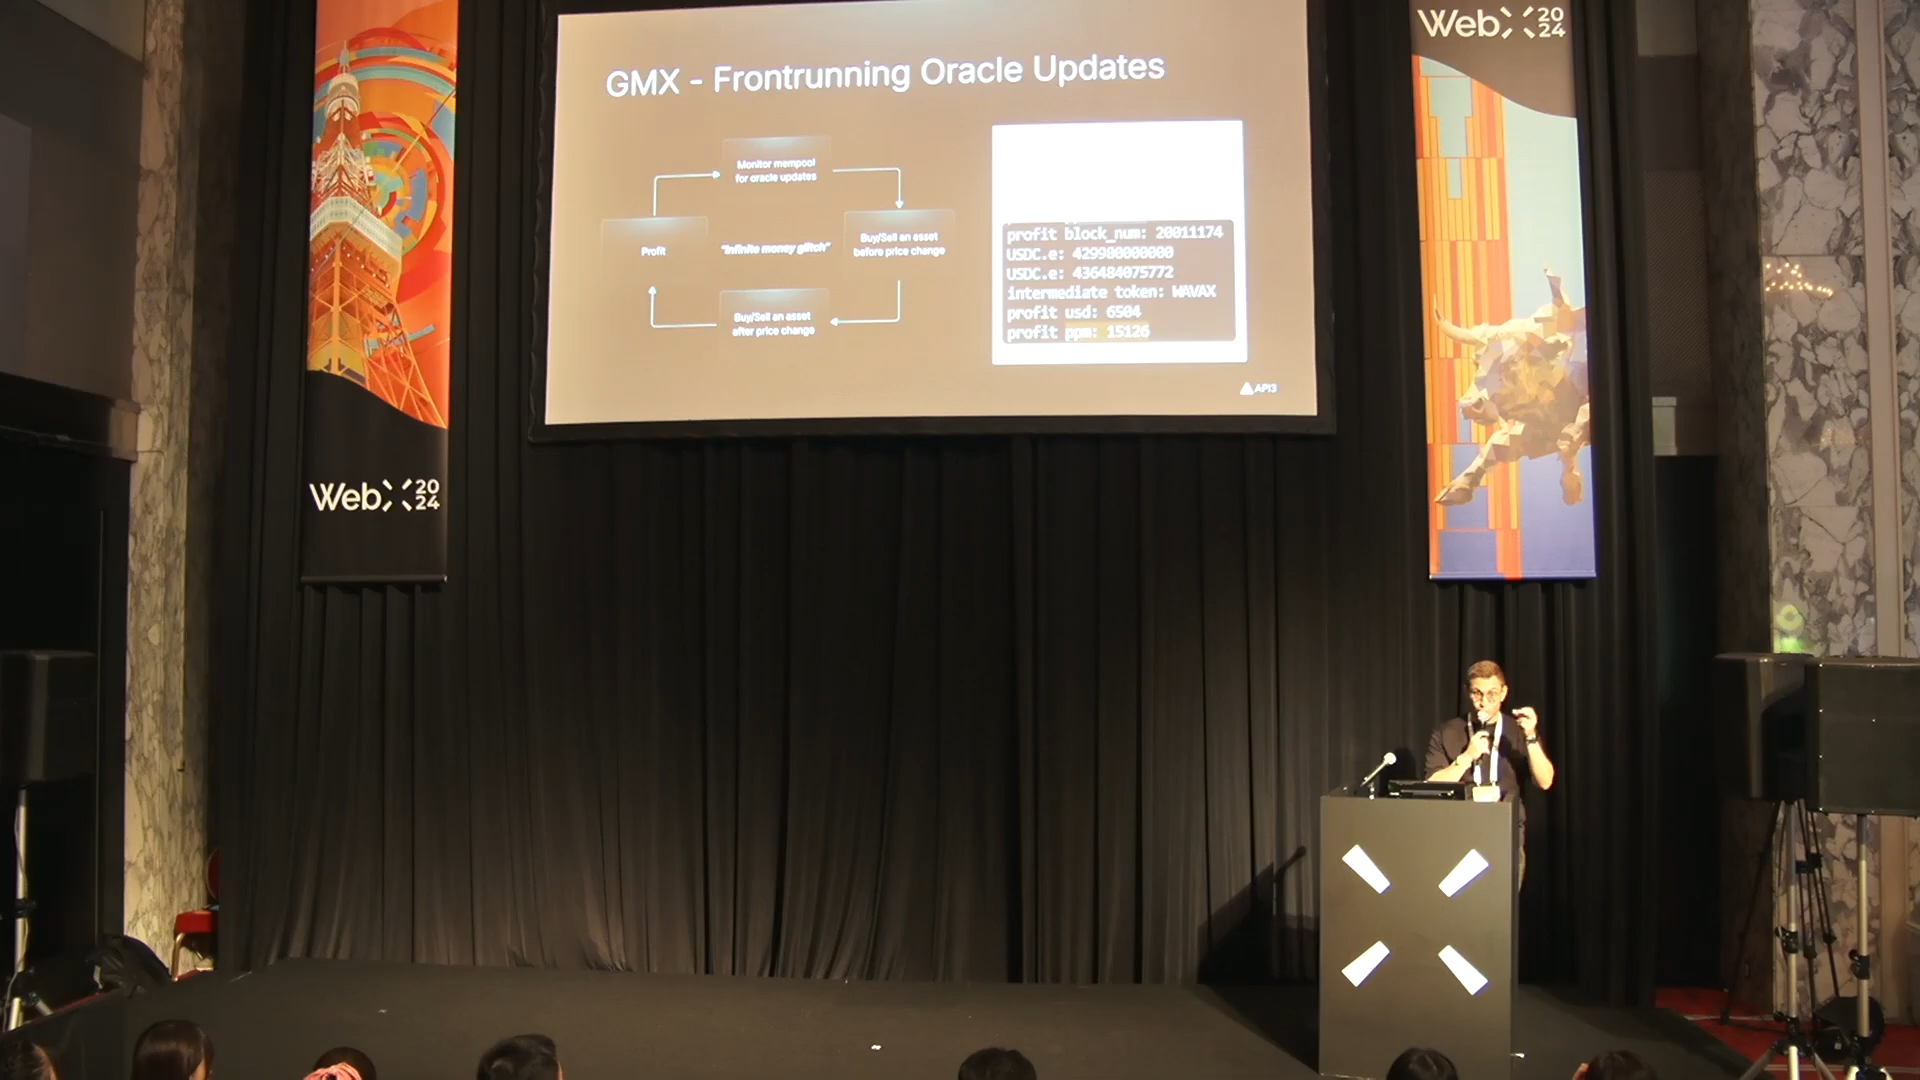 GMX - Frontrunning Oracle Updates
Monitor mempool
for oracle updates
Profit
"Infinite money glitch"
Buy/Sell an asset
before price change
Buy/Sell an asset
after price change
profit block_num: 20011174
USDC.e: 429980000000
USDC.e: 436484075772
intermediate token: WAVAX
profit usd: 6504
profit ppm: 15126
API3
WebX 2024
WebX 2024